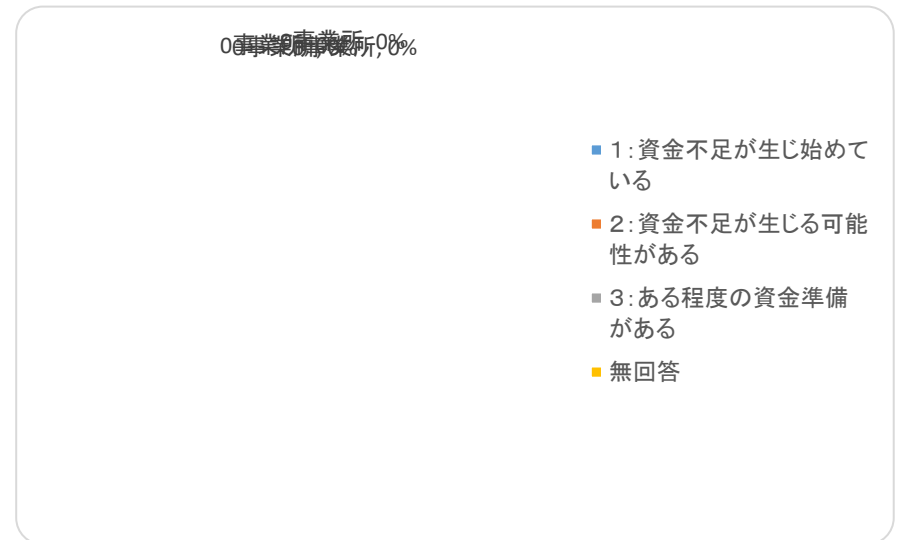 1：資金不足が生じ始めて
いる
2：資金不足が生じる可能
性がある
3：ある程度の資金準備
がある
無回答